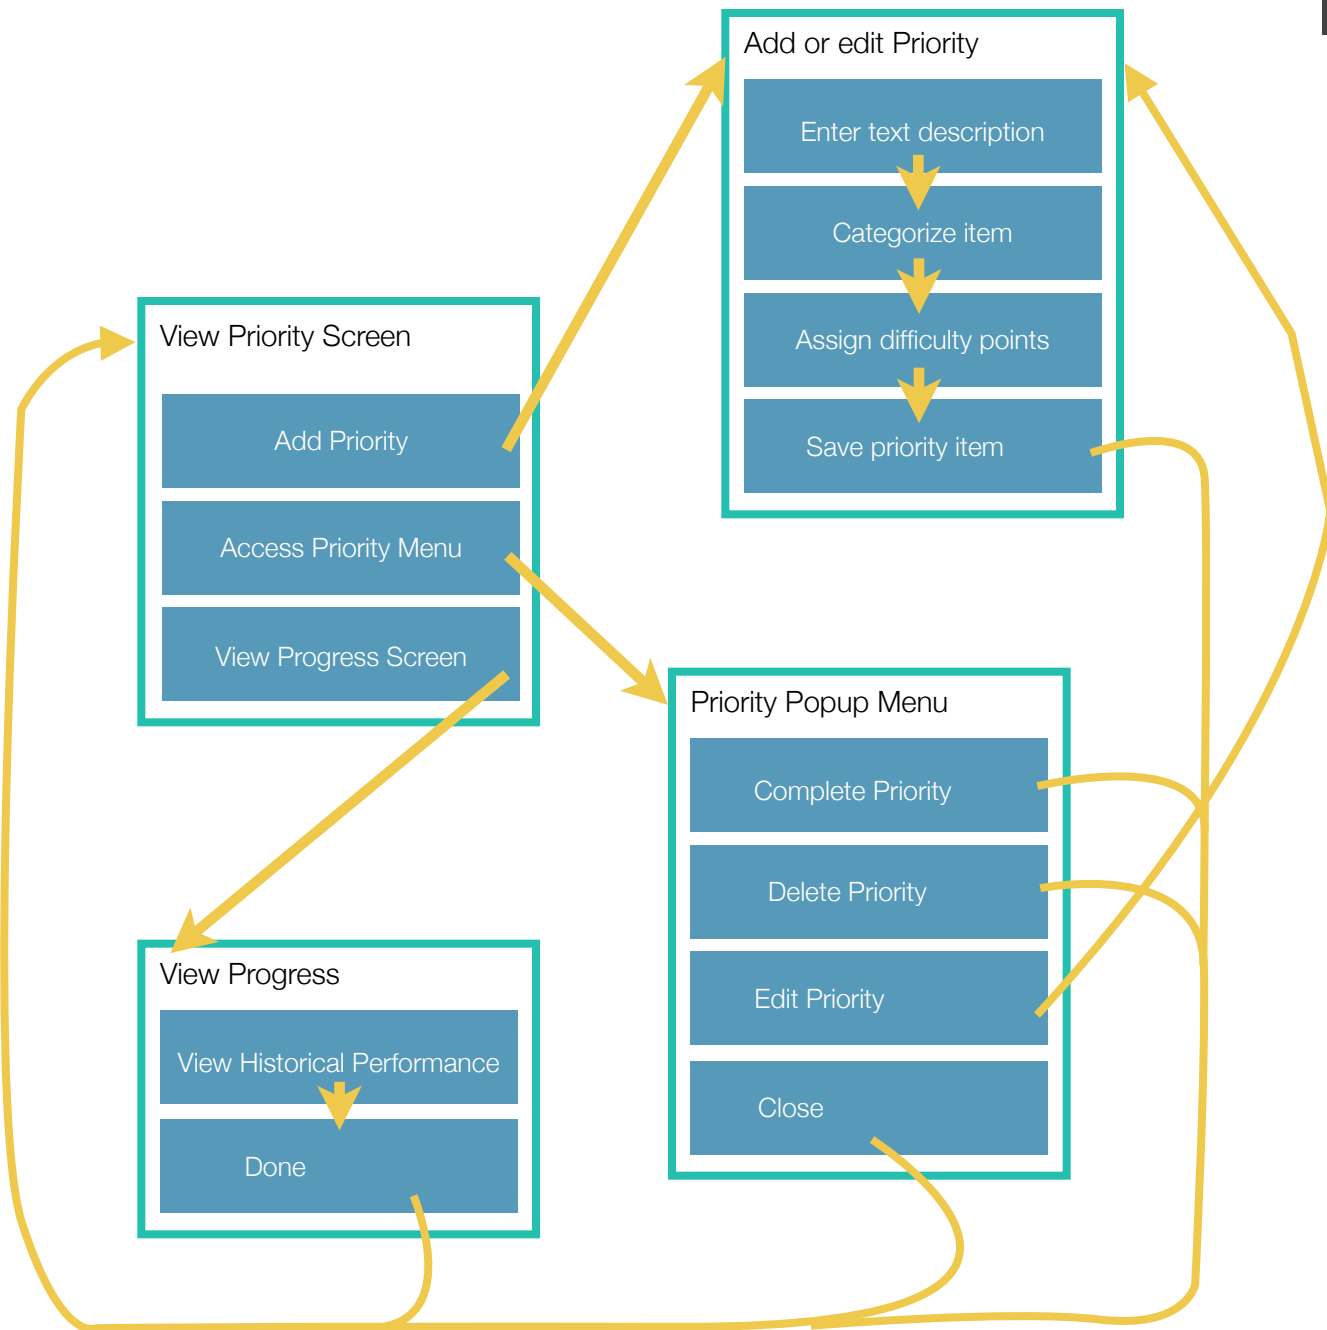 Add or edit Priority
Enter text description
Categorize item
Assign difficulty points
Save priority item
View Priority Screen
Add Priority
Access Priority Menu
View Progress Screen
Priority Popup Menu
Complete Priority
Delete Priority
Edit Priority
Close
View Progress
View Historical Performance
Done